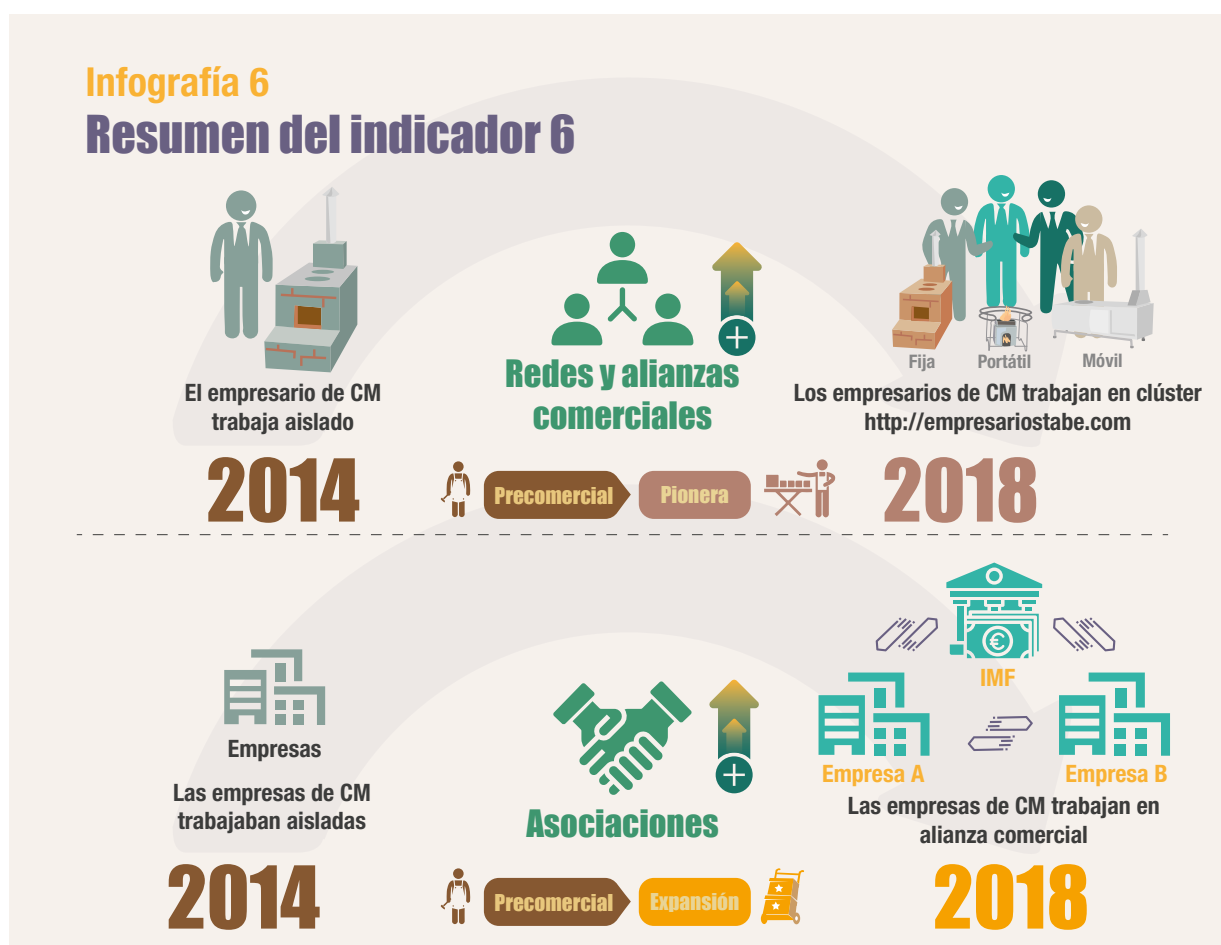 Infografía 6
Resumen del indicador 6
El empresario de CM
trabaja aislado
2014
Redes y alianzas
comerciales
Precomercial
Pionera
Fija
Portátil
Móvil
Los empresarios de CM trabajan en clúster
http://empresariostabe.com
2018
Empresas
Las empresas de CM
trabajaban aisladas
2014
Asociaciones
Precomercial
Expansión
IMF
Empresa A
Empresa B
Las empresas de CM trabajan en
alianza comercial
2018